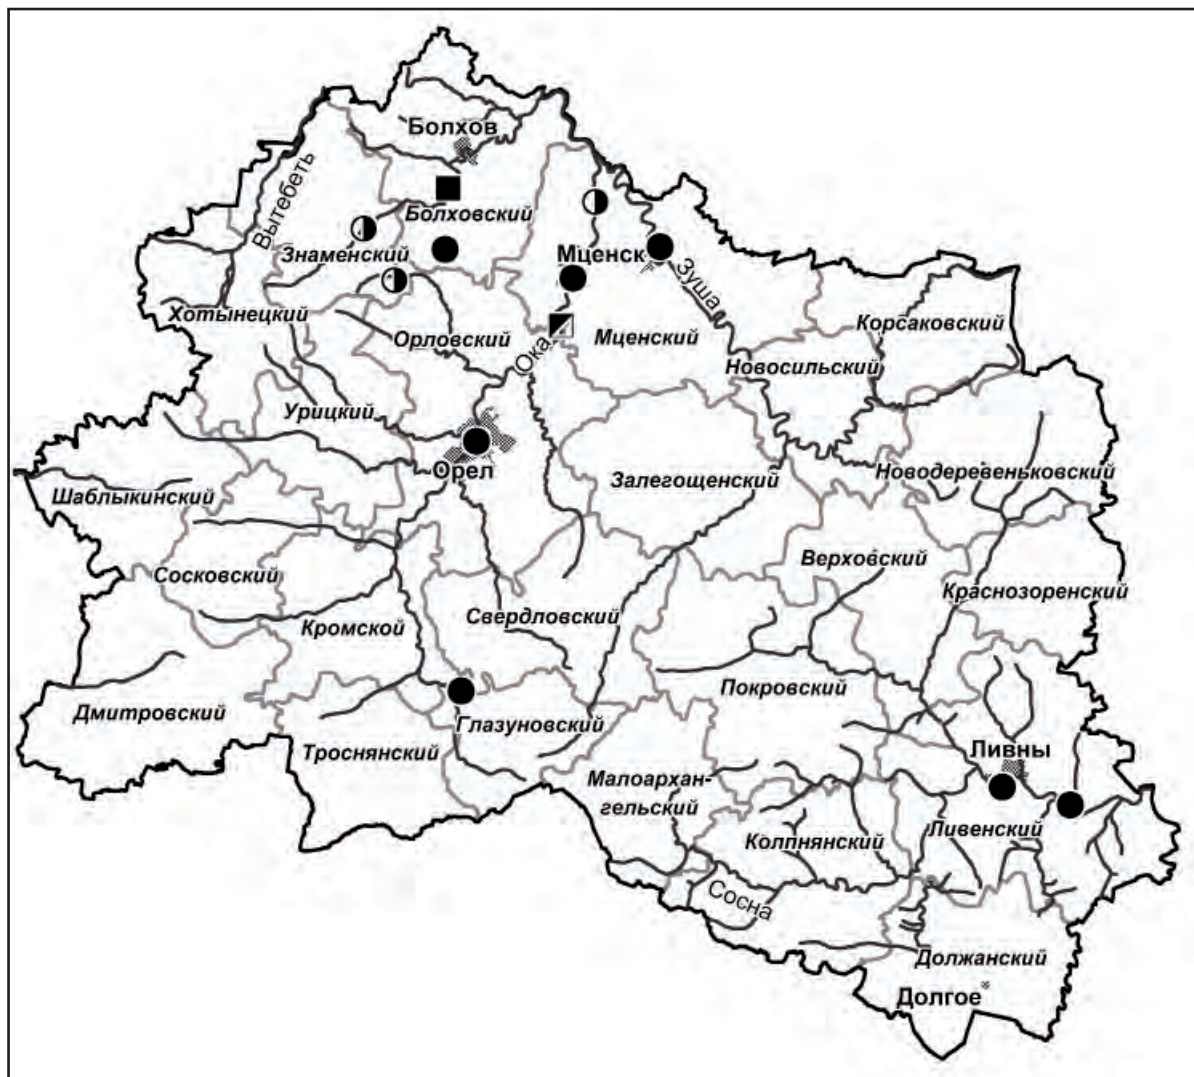 Болхов
Вытебеть
Болховский
Знаменский
Мценск
Зуша
Хотынецкий
Орловский
Ока
Мценский
Корсаковский
Новосильский
Урицкий
Орел
Залегощенский
Новодеревеньковский
Шаблыкинский
Верховский
Сосковский
Краснозоренский
Кромской
Свердловский
Покровский
Дмитровский
Глазуновский
Троснянский
Ливны
Малоархан-
гельский
Колпнянский
Ливенский
Сосна
Должанский
Долгое